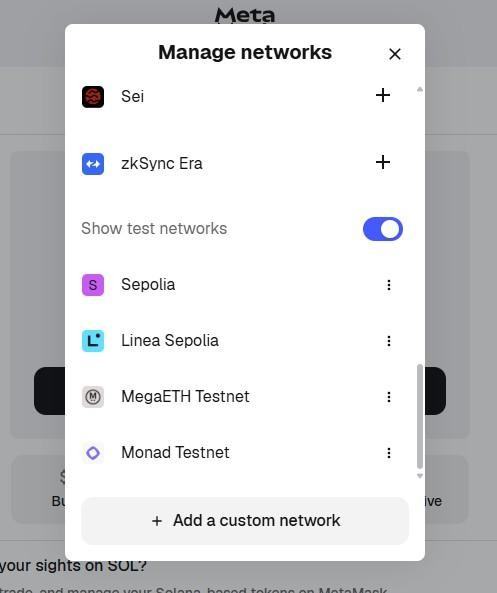 Meta
Manage networks
Sei
zkSync Era
Show test networks
S Sepolia
Linea Sepolia
M MegaETH Testnet
Monad Testnet
$
Bu ive
+ Add a custom network
your sights on SOL?
trade, and manage your Solana-based tokens on MetaMask